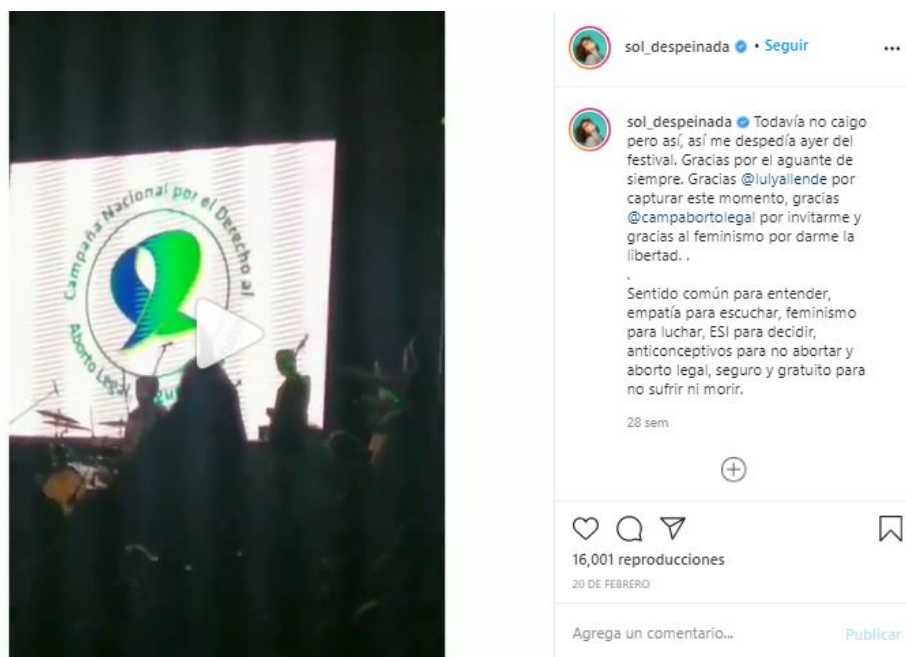 Campaña Nacional por el Derecho al
Aborto Legal
sol_despeinada • Seguir
sol_despeinada Todavía no caigo
pero así, así me despedía ayer del
festival. Gracias por el aguante de
siempre. Gracias @lulyallende por
capturar este momento, gracias
@campabortolegal por invitarme y
gracias al feminismo por darme la
libertad. .
.
Sentido común para entender,
empatía para escuchar, feminismo
para luchar, ESI para decidir,
anticonceptivos para no abortar y
aborto legal, seguro y gratuito para
no sufrir ni morir.
28 sem
16,001 reproducciones
20 DE FEBRERO
Agrega un comentario...
Publicar